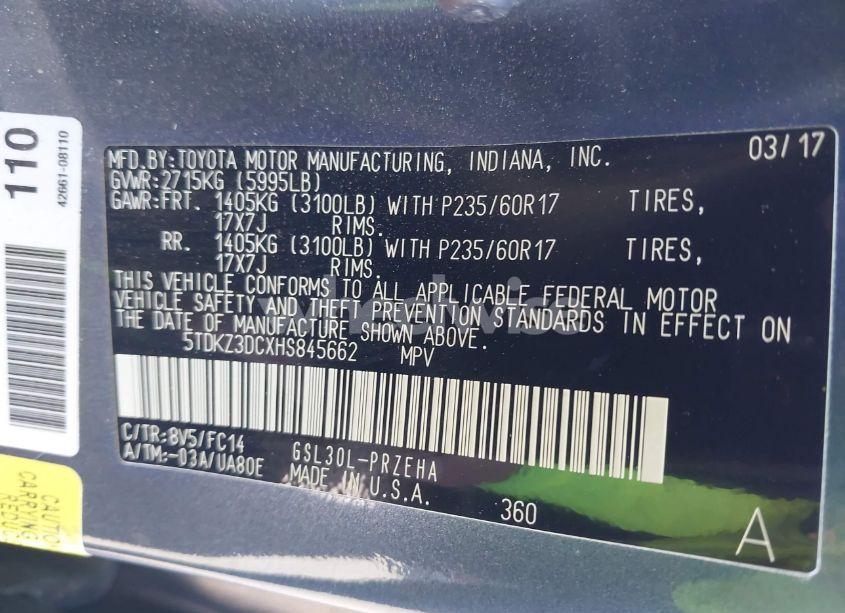 MFD.BY:TOYOTA MOTOR MANUFACTURING, INDIANA, INC. 03/17
GVWR:2715KG (5995LB)
GAWR:FRT. 1405KG (3100LB) WITH P235/60R17 TIRES,
17X7J RIMS.
RR. 1405KG (3100LB) WITH P235/60R17 TIRES,
17X7J RIMS.
THIS VEHICLE CONFORMS TO ALL APPLICABLE FEDERAL MOTOR
VEHICLE SAFETY AND THEFT PREVENTION STANDARDS IN EFFECT ON
THE DATE OF MANUFACTURE SHOWN ABOVE.
5TDKZ3DCXHS845662 MPV
C/TR:8V5/FC14
A/TM:-03A/UA80E
GSL30L-PRZEHA
MADE IN U.S.A.
360
A
110
42661-08110
CARRYING